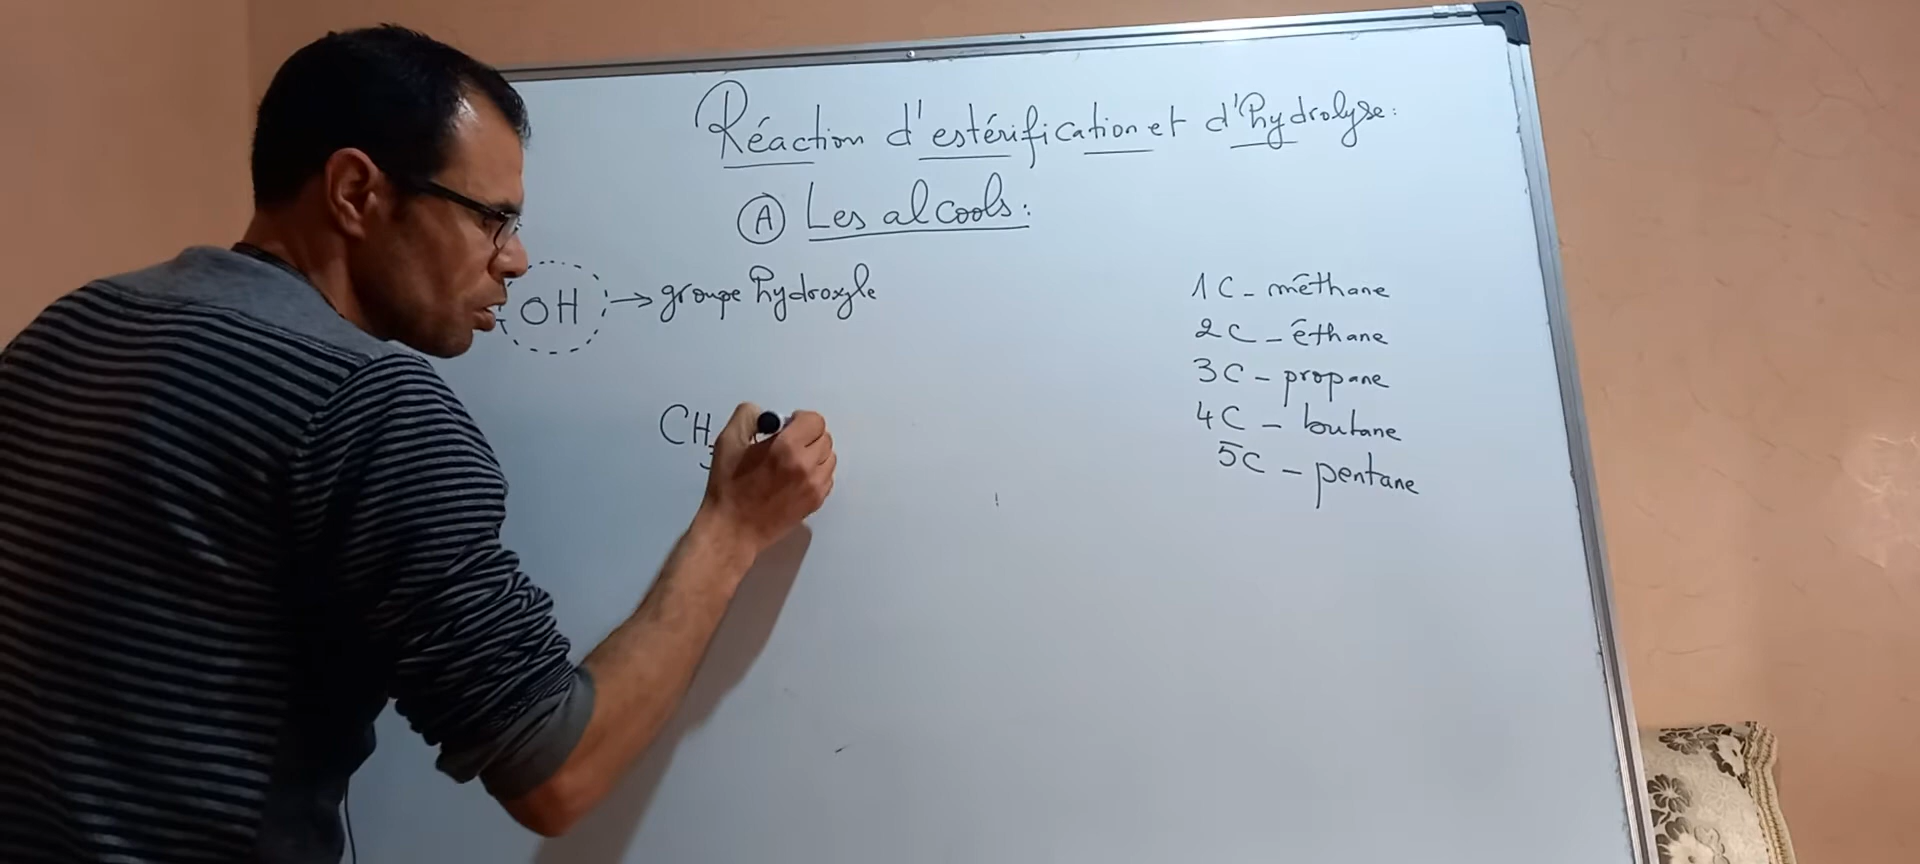 Réaction d'estérification et d'hydrolyse:
A Les alcools:
OH → groupe hydroxyle
CH3
1C - méthane
2C - éthane
3C - propane
4C - butane
5C - pentane